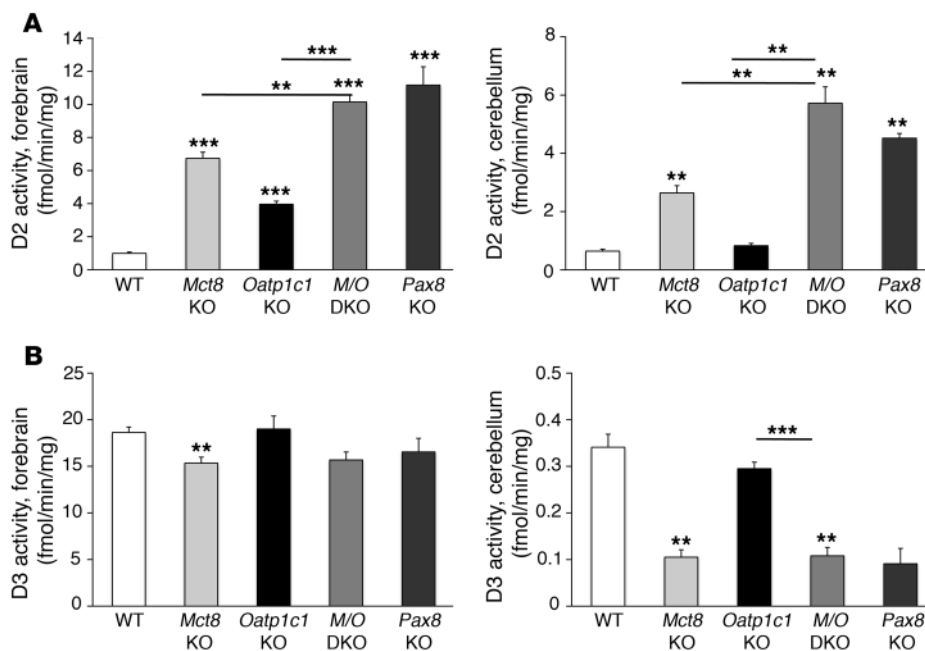 A
D2 activity, forebrain
(fmol/min/mg)
14
12
10
8
6
4
2
0
***
***
**
***
***
***
WT
Mct8
KO
Oatp1c1
KO
M/O
DKO
Pax8
KO
D2 activity, cerebellum
(fmol/min/mg)
8
6
4
2
0
**
**
**
**
**
WT
Mct8
KO
Oatp1c1
KO
M/O
DKO
Pax8
KO
B
D3 activity, forebrain
(fmol/min/mg)
25
20
15
10
5
0
**
WT
Mct8
KO
Oatp1c1
KO
M/O
DKO
Pax8
KO
D3 activity, cerebellum
(fmol/min/mg)
0.5
0.4
0.3
0.2
0.1
0
***
**
**
WT
Mct8
KO
Oatp1c1
KO
M/O
DKO
Pax8
KO